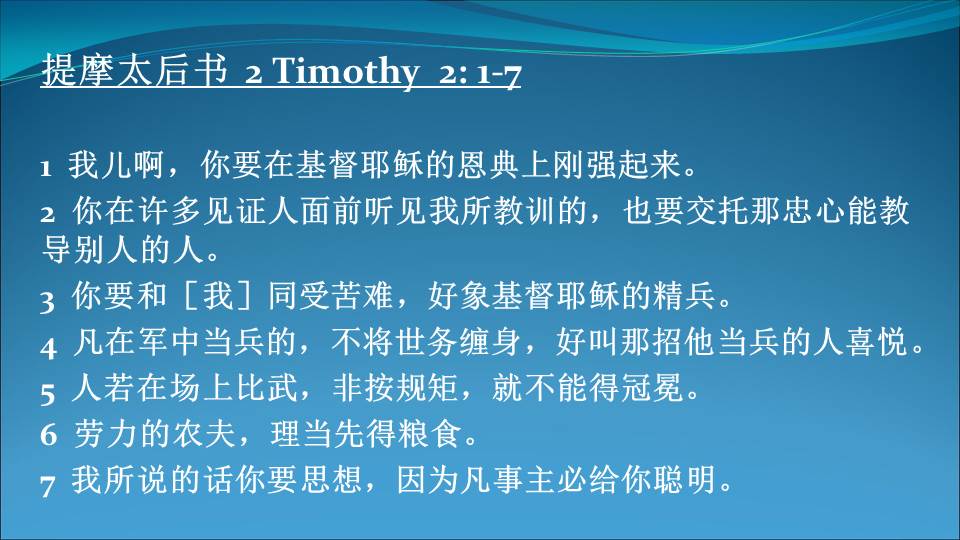 提摩太后书 2 Timothy 2: 1-7
1 我儿啊，你要在基督耶稣的恩典上刚强起来。
2 你在许多见证人面前听见我所教训的，也要交托那忠心能教
导别人的人。
3 你要和［我］同受苦难，好象基督耶稣的精兵。
4 凡在军中当兵的，不将世务缠身，好叫那招他当兵的人喜悦。
5 人若在场上比武，非按规矩，就不能得冠冕。
6 劳力的农夫，理当先得粮食。
7 我所说的话你要思想，因为凡事主必给你聪明。